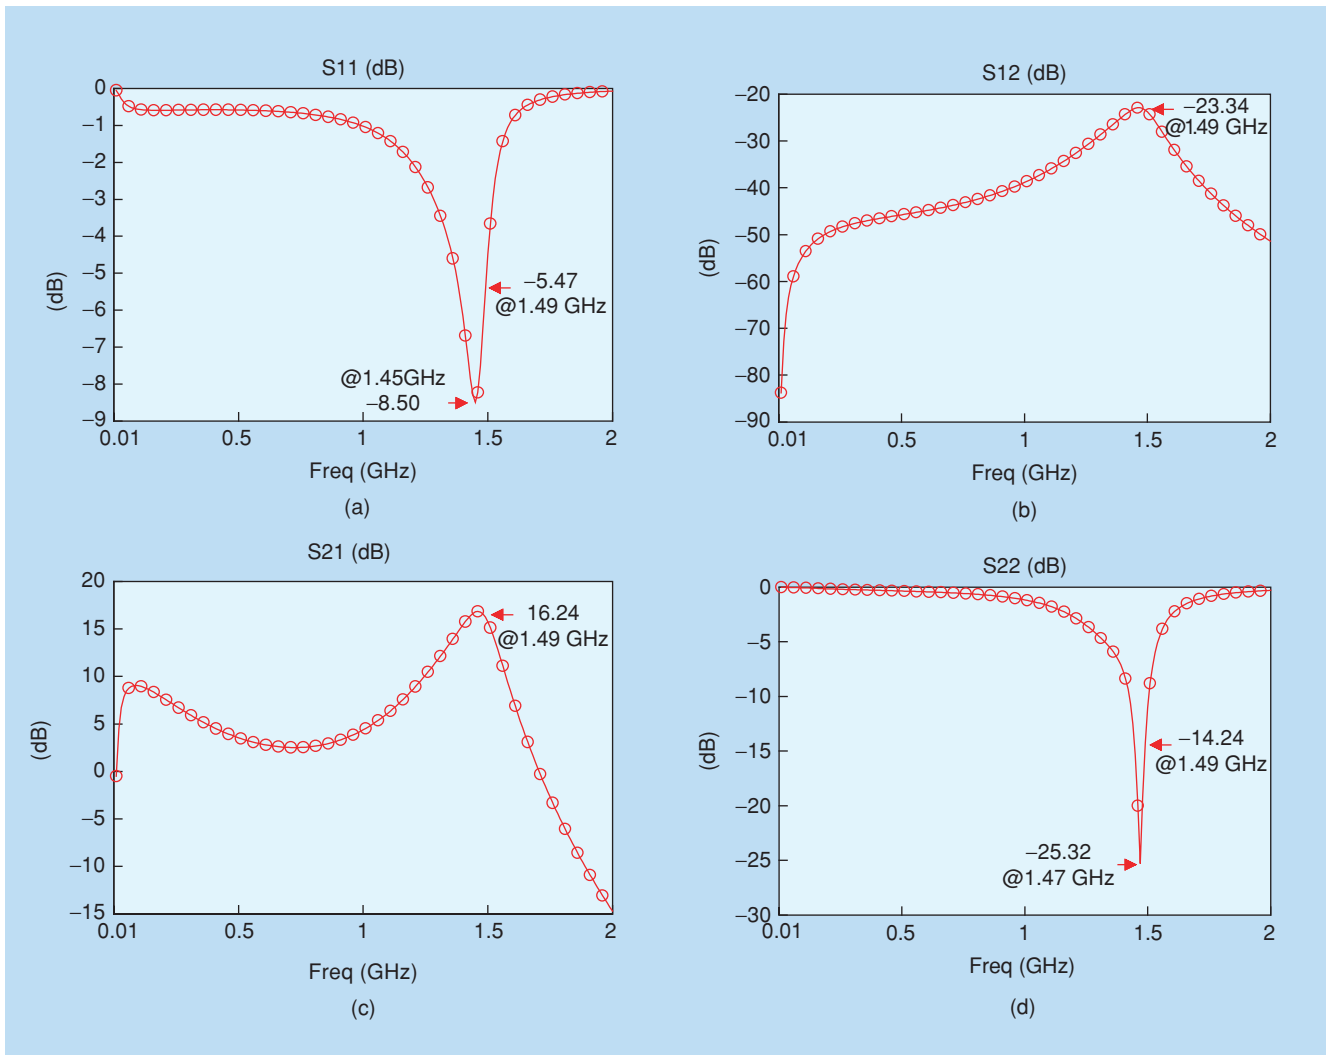 S11 (dB)
0
−1
−2
−3
−4
−5
−6
−7
−8
−9
(dB)
−5.47
@1.49 GHz
@1.45GHz
−8.50
0.01 0.5 1 1.5 2
Freq (GHz)
(a)
S12 (dB)
−20
−30
−40
−50
−60
−70
−80
−90
(dB)
−23.34
@1.49 GHz
0.01 0.5 1 1.5 2
Freq (GHz)
(b)
S21 (dB)
20
15
10
5
0
−5
−10
−15
(dB)
16.24
@1.49 GHz
0.01 0.5 1 1.5 2
Freq (GHz)
(c)
S22 (dB)
0
−5
−10
−15
−20
−25
−30
(dB)
−14.24
@1.49 GHz
−25.32
@1.47 GHz
0.01 0.5 1 1.5 2
Freq (GHz)
(d)